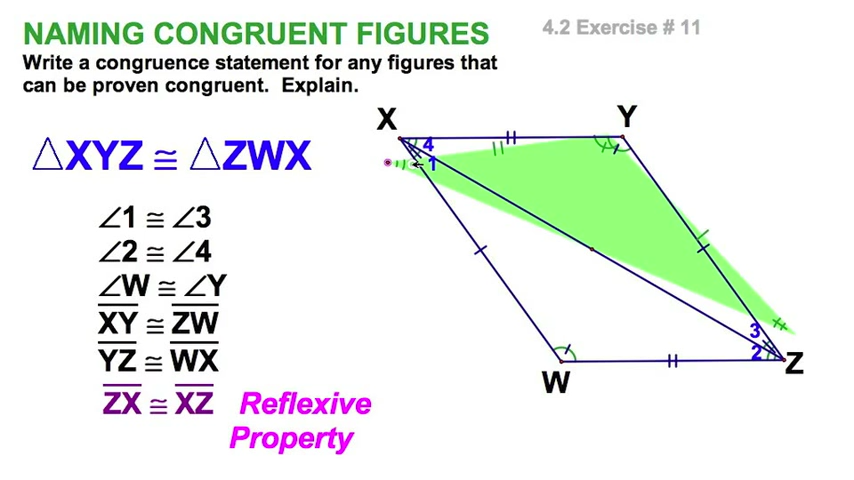 NAMING CONGRUENT FIGURES
4.2 Exercise # 11
Write a congruence statement for any figures that
can be proven congruent. Explain.
△XYZ ≅ △ZWX
∠1 ≅ ∠3
∠2 ≅ ∠4
∠W ≅ ∠Y
XY ≅ ZW
YZ ≅ WX
ZX ≅ XZ Reflexive
Property
X
Y
4
1
3
2
Z
W